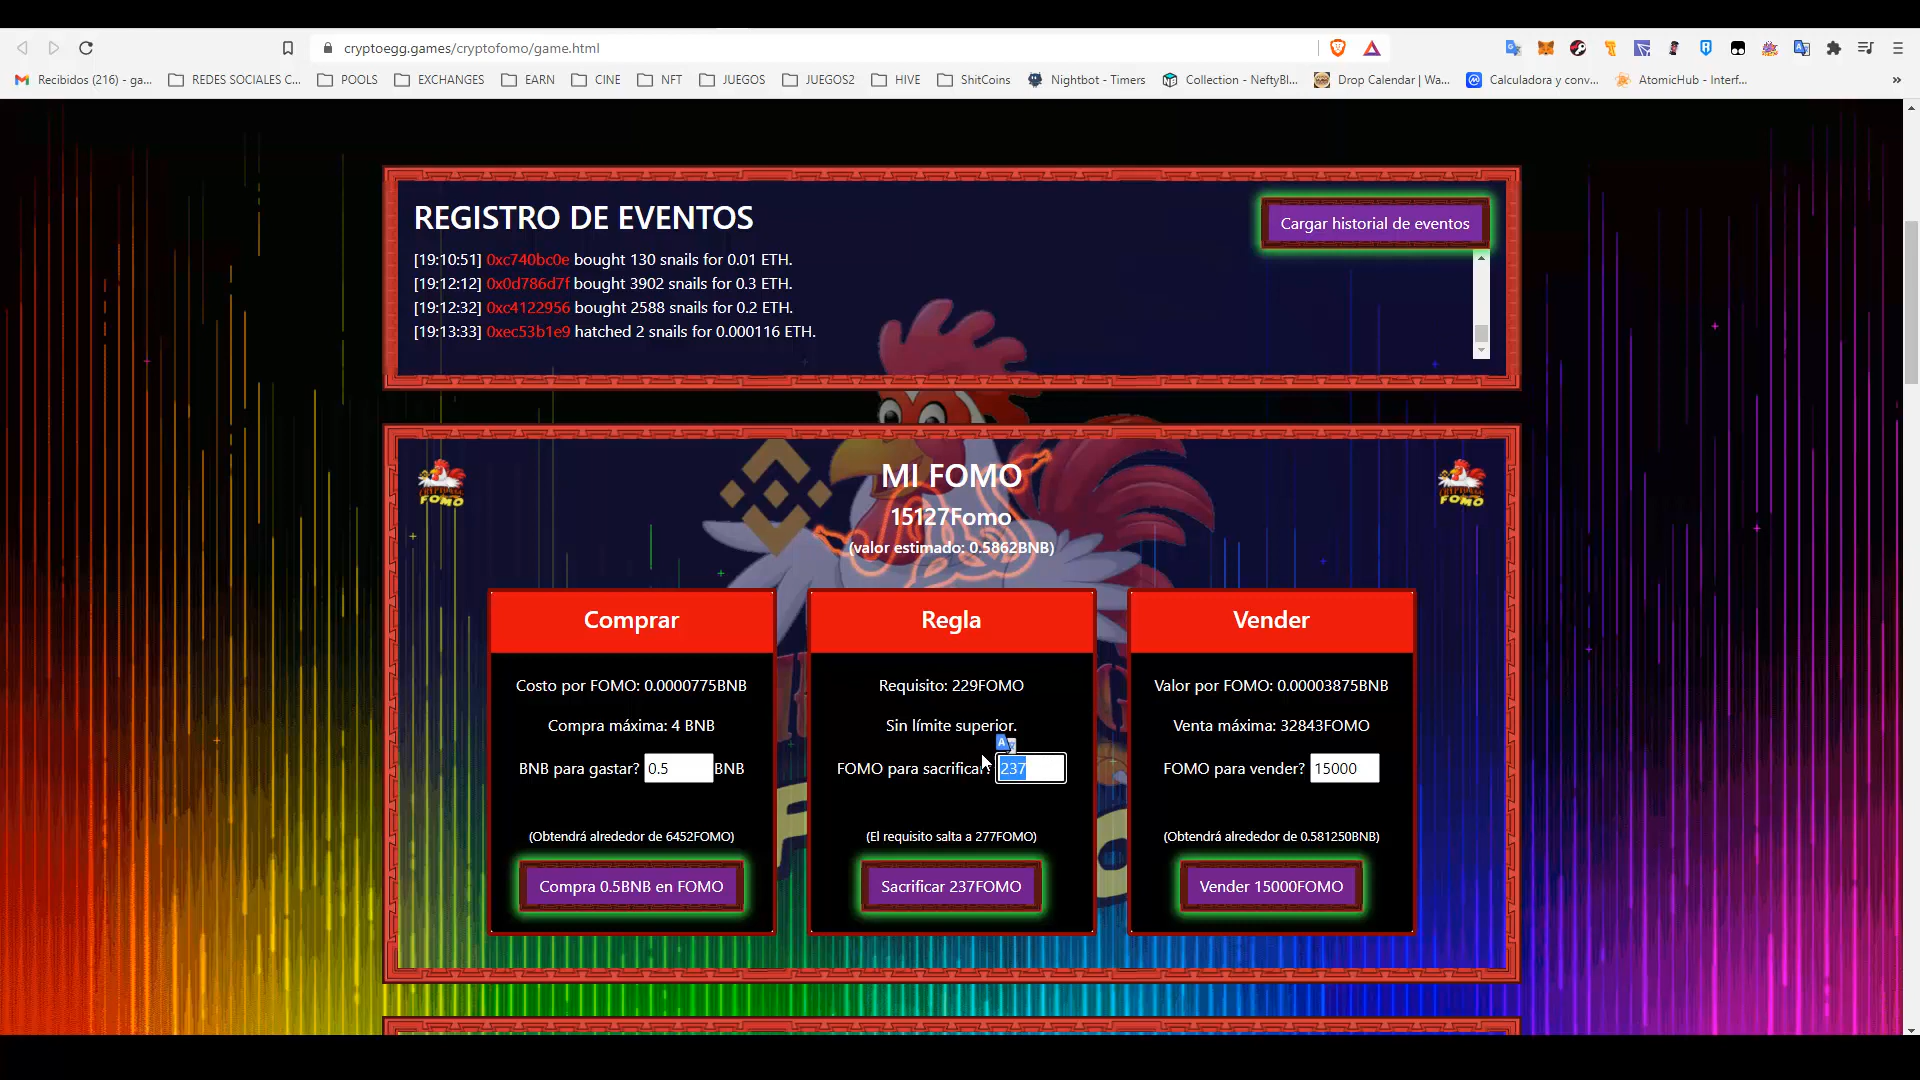 cryptoegg.games/cryptofomo/game.html
Recibidos (216) - ga...
REDES SOCIALES C...
POOLS
EXCHANGES
EARN
CINE
NFT
JUEGOS
JUEGOS2
HIVE
ShitCoins
Nightbot - Timers
Collection - NeftyBl...
Drop Calendar | Wa...
Calculadora y conv...
AtomicHub - Interf...
»
REGISTRO DE EVENTOS
Cargar historial de eventos
[19:10:51] 0xc740bc0e bought 130 snails for 0.01 ETH.
[19:12:12] 0x0d786d7f bought 3902 snails for 0.3 ETH.
[19:12:32] 0xc4122956 bought 2588 snails for 0.2 ETH.
[19:13:33] 0xec53b1e9 hatched 2 snails for 0.000116 ETH.
MI FOMO
15127Fomo
(valor estimado: 0.5862BNB)
FOMO
FOMO
Comprar
Costo por FOMO: 0.0000775BNB
Compra máxima: 4 BNB
BNB para gastar? 0.5 BNB
(Obtendrá alrededor de 6452FOMO)
Compra 0.5BNB en FOMO
Regla
Requisito: 229FOMO
Sin límite superior.
FOMO para sacrificar? 237
(El requisito salta a 277FOMO)
Sacrificar 237FOMO
Vender
Valor por FOMO: 0.00003875BNB
Venta máxima: 32843FOMO
FOMO para vender? 15000
(Obtendrá alrededor de 0.581250BNB)
Vender 15000FOMO